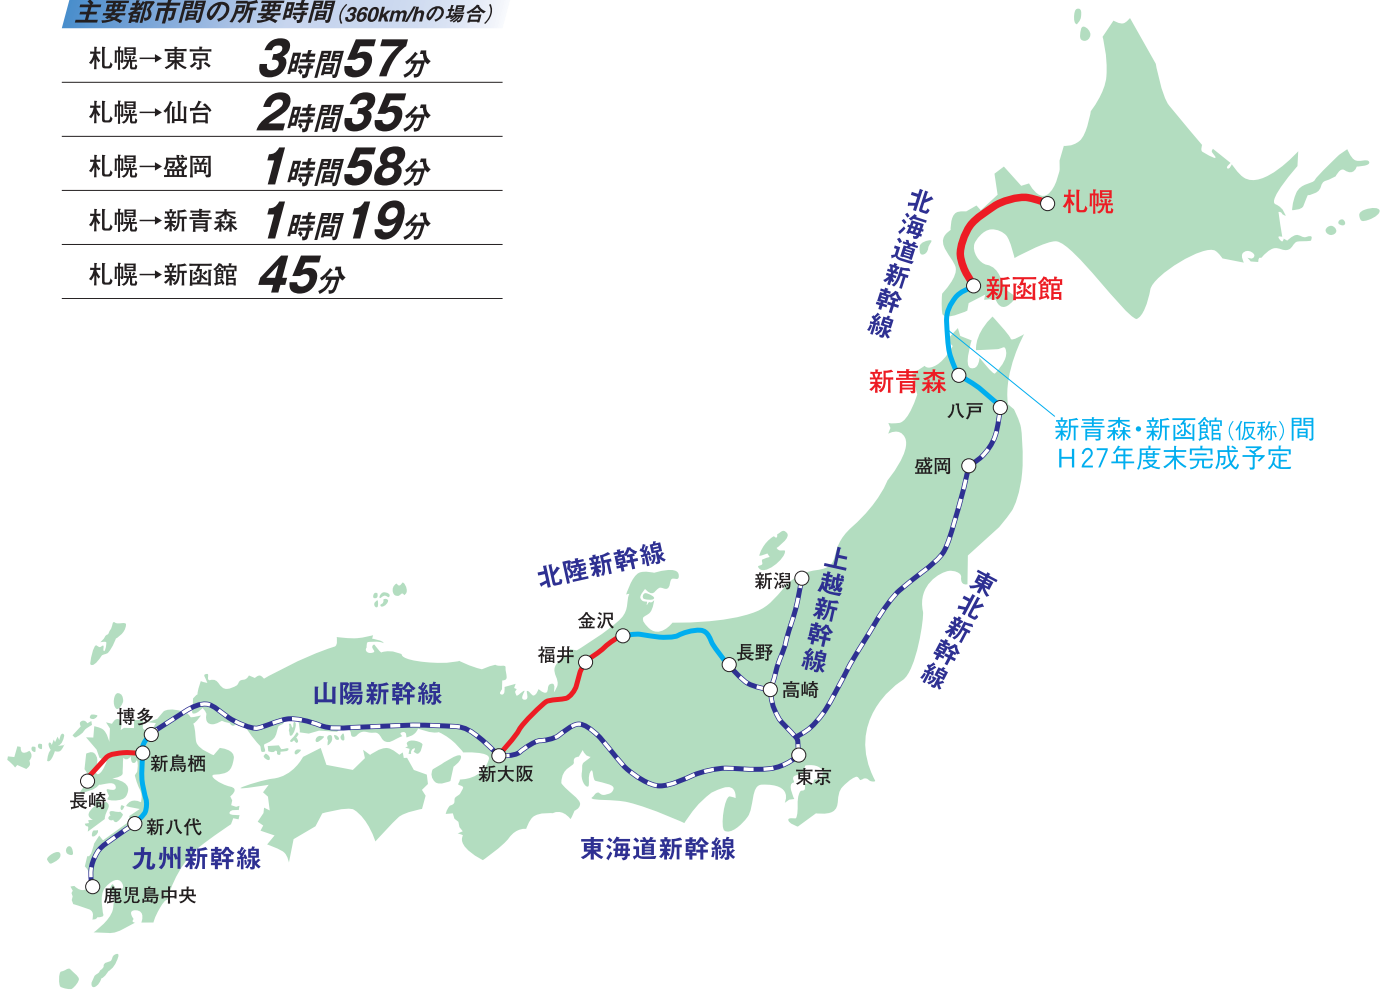 主要都市間の所要時間(360km/hの場合)
札幌→東京 3時間57分
札幌→仙台 2時間35分
札幌→盛岡 1時間58分
札幌→新青森 1時間19分
札幌→新函館 45分
北海道新幹線
札幌
新函館
新青森
八戸
新青森・新函館(仮称)間
H27年度末完成予定
盛岡
北陸新幹線
新潟
上越新幹線
東北新幹線
金沢
福井
長野
高崎
山陽新幹線
博多
新鳥栖
新大阪
東京
長崎
新八代
九州新幹線
東海道新幹線
鹿児島中央